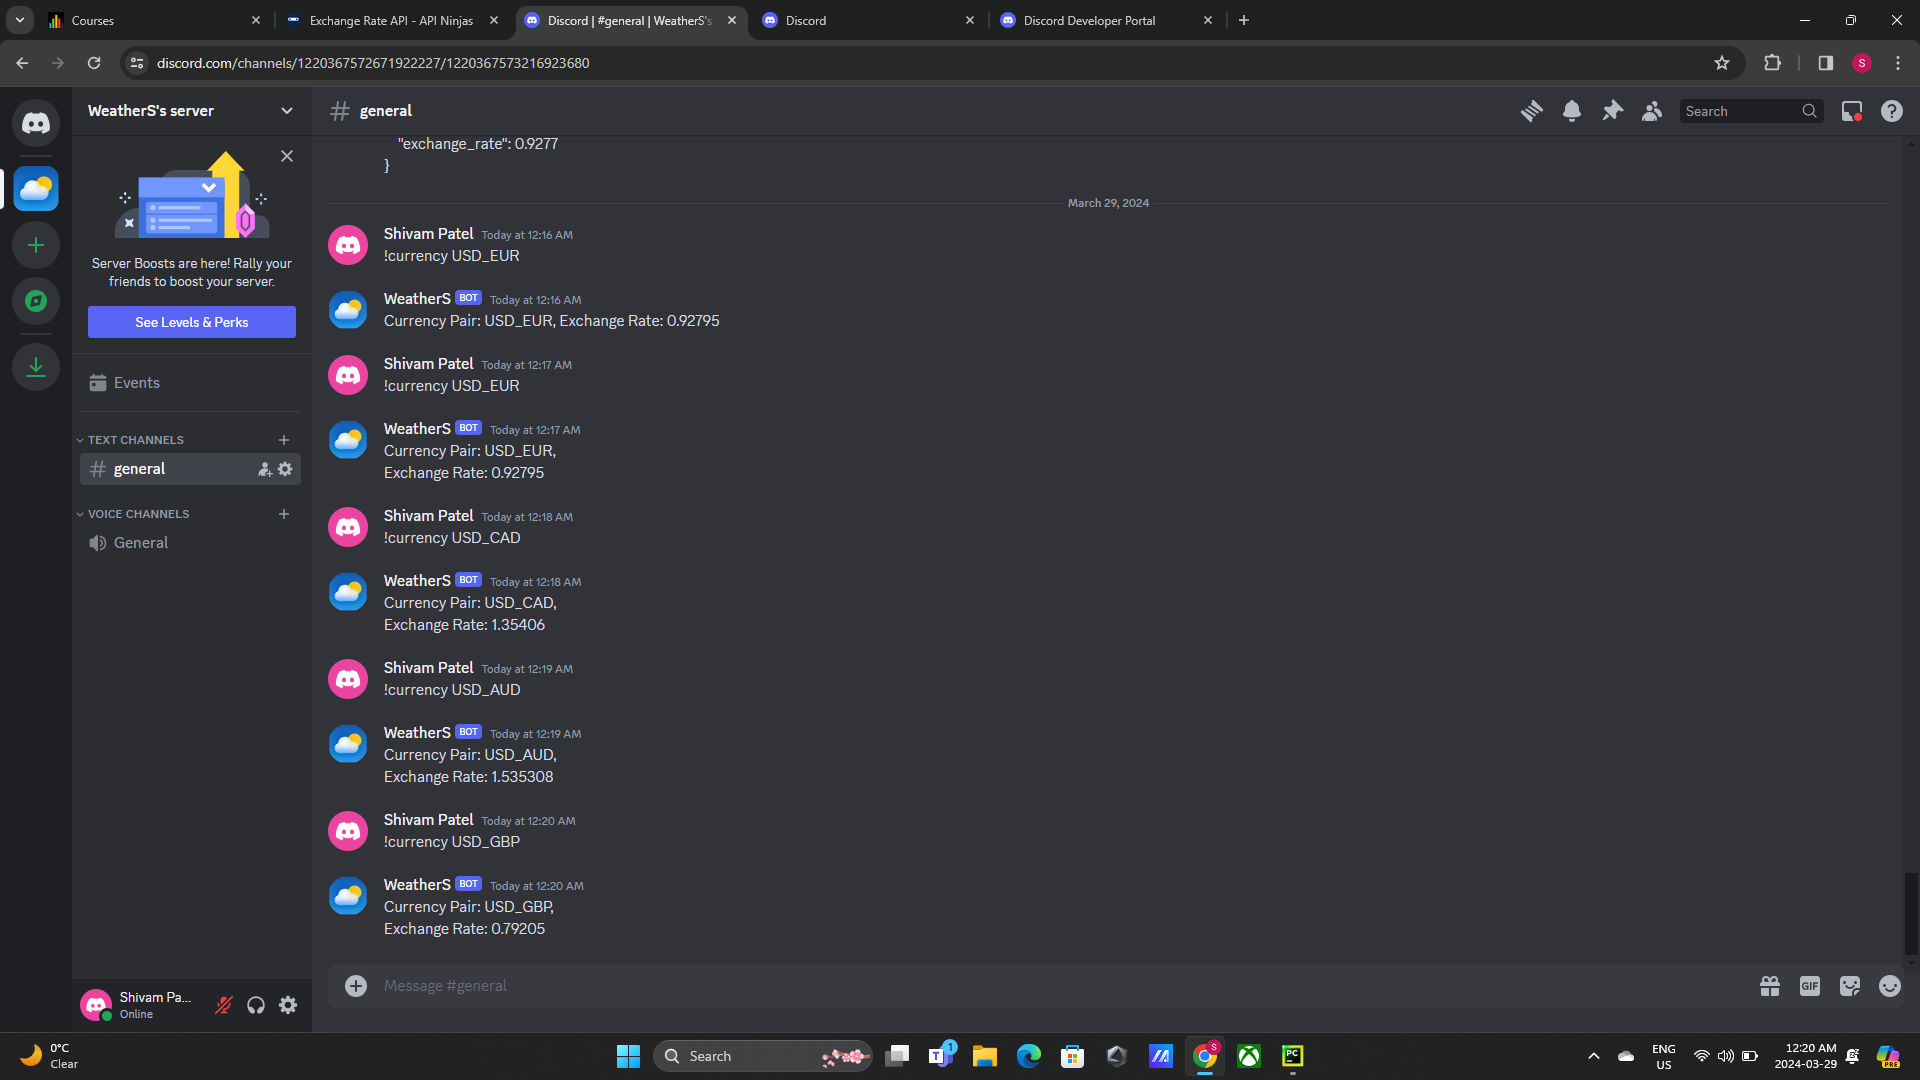 Courses
Exchange Rate API - API Ninjas
Discord | #general | WeatherS's
Discord
Discord Developer Portal
discord.com/channels/1220367572671922227/1220367573216923680
S
WeatherS's server
# general
Search
"exchange_rate": 0.9277
}
March 29, 2024
Server Boosts are here! Rally your
friends to boost your server.
See Levels & Perks
Events
TEXT CHANNELS
# general
VOICE CHANNELS
General
Shivam Patel Today at 12:16 AM
!currency USD_EUR
WeatherS BOT Today at 12:16 AM
Currency Pair: USD_EUR, Exchange Rate: 0.92795
Shivam Patel Today at 12:17 AM
!currency USD_EUR
WeatherS BOT Today at 12:17 AM
Currency Pair: USD_EUR,
Exchange Rate: 0.92795
Shivam Patel Today at 12:18 AM
!currency USD_CAD
WeatherS BOT Today at 12:18 AM
Currency Pair: USD_CAD,
Exchange Rate: 1.35406
Shivam Patel Today at 12:19 AM
!currency USD_AUD
WeatherS BOT Today at 12:19 AM
Currency Pair: USD_AUD,
Exchange Rate: 1.535308
Shivam Patel Today at 12:20 AM
!currency USD_GBP
WeatherS BOT Today at 12:20 AM
Currency Pair: USD_GBP,
Exchange Rate: 0.79205
Message #general
GIF
Shivam Pa...
Online
0°C
Clear
Search
T
1
S
PC
ENG
US
12:20 AM
2024-03-29
PRE